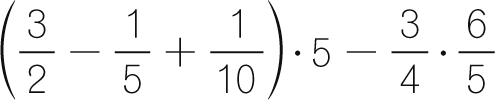 (3/2 − 1/5 + 1/10) · 5 − 3/4 · 6/5